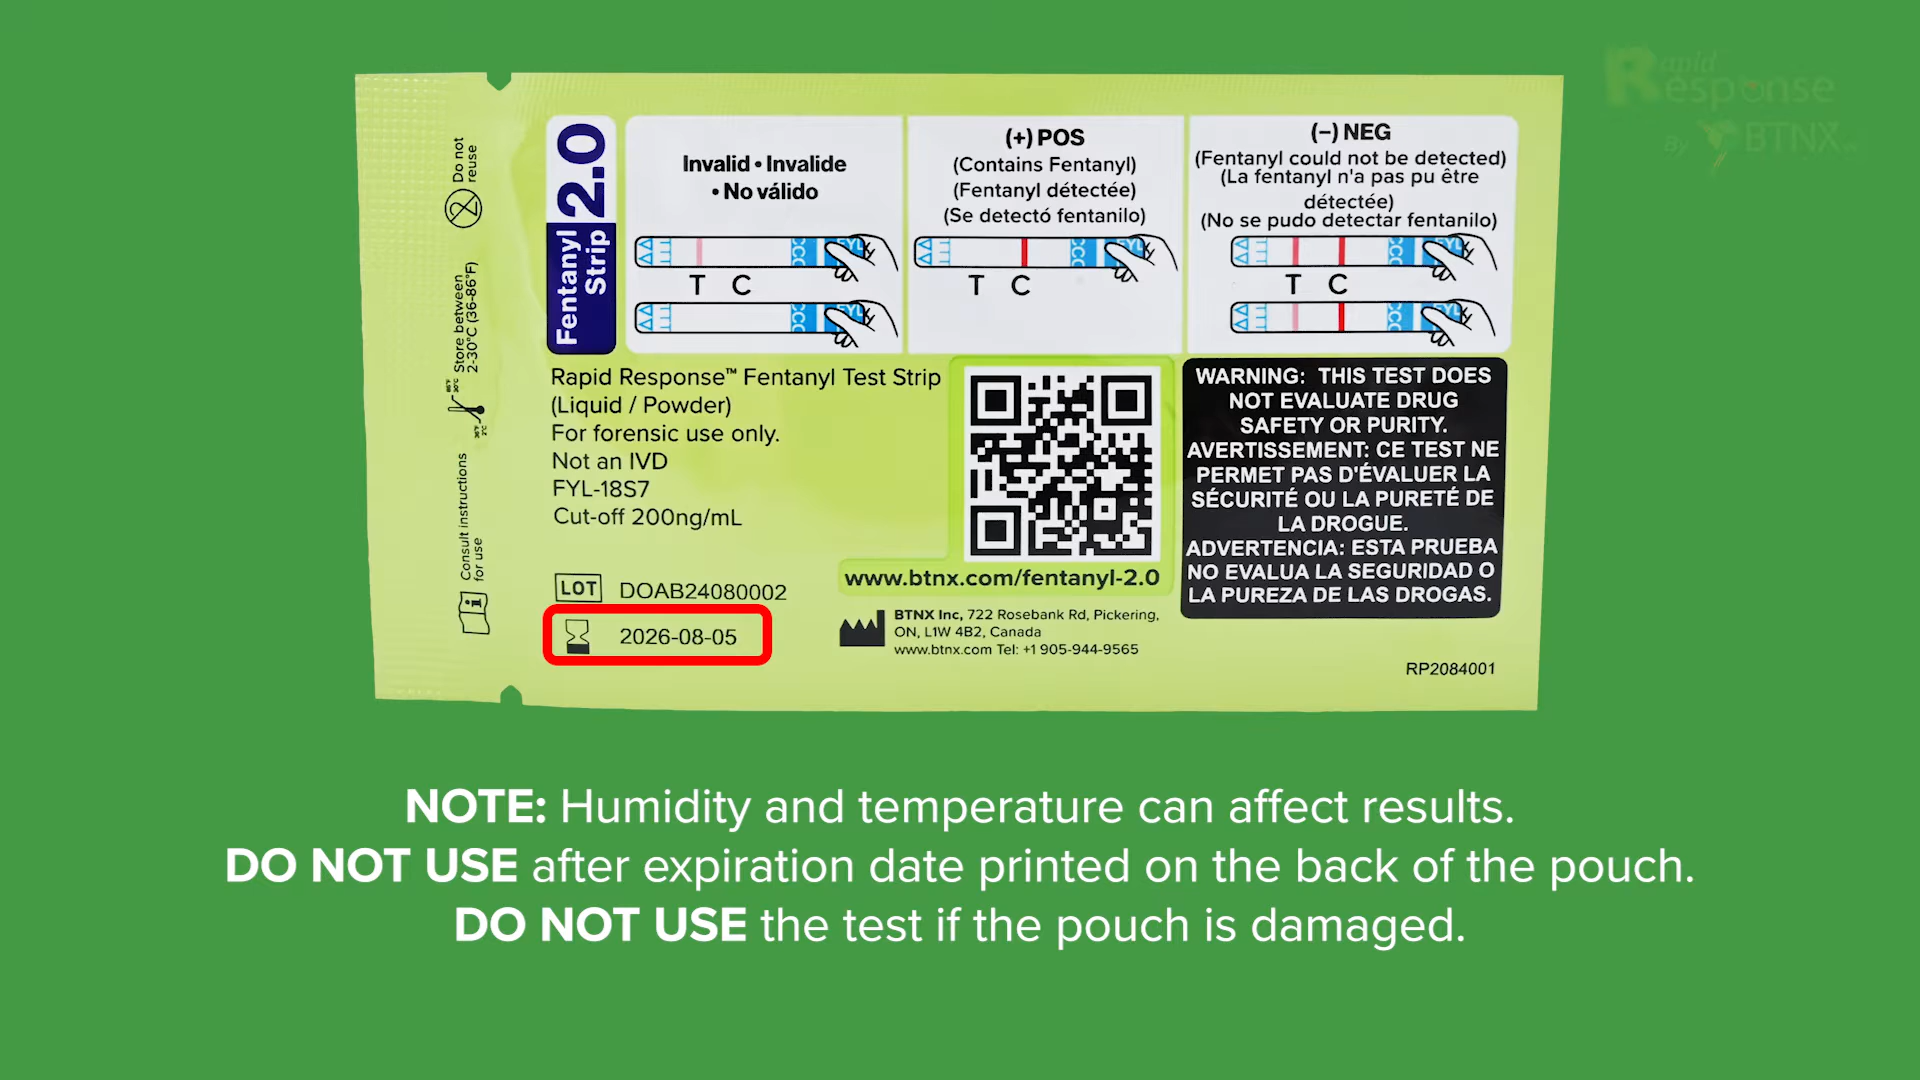 Rapid
Response
By BTNX
Do not
reuse
Store between
2-30°C (36-86°F)
Consult instructions
for use
Fentanyl
Strip
2.0
Invalid • Invalide
• No válido
T C
(+) POS
(Contains Fentanyl)
(Fentanyl détectée)
(Se detectó fentanilo)
T C
(−) NEG
(Fentanyl could not be detected)
(La fentanyl n'a pas pu être
détectée)
(No se pudo detectar fentanilo)
T C
Rapid Response™ Fentanyl Test Strip
(Liquid / Powder)
For forensic use only.
Not an IVD
FYL-18S7
Cut-off 200ng/mL
LOT DOAB24080002
2026-08-05
www.btnx.com/fentanyl-2.0
BTNX Inc, 722 Rosebank Rd, Pickering,
ON, L1W 4B2, Canada
www.btnx.com Tel: +1 905-944-9565
WARNING: THIS TEST DOES
NOT EVALUATE DRUG
SAFETY OR PURITY.
AVERTISSEMENT: CE TEST NE
PERMET PAS D'ÉVALUER LA
SÉCURITÉ OU LA PURETÉ DE
LA DROGUE.
ADVERTENCIA: ESTA PRUEBA
NO EVALUA LA SEGURIDAD O
LA PUREZA DE LAS DROGAS.
RP2084001
NOTE: Humidity and temperature can affect results.
DO NOT USE after expiration date printed on the back of the pouch.
DO NOT USE the test if the pouch is damaged.